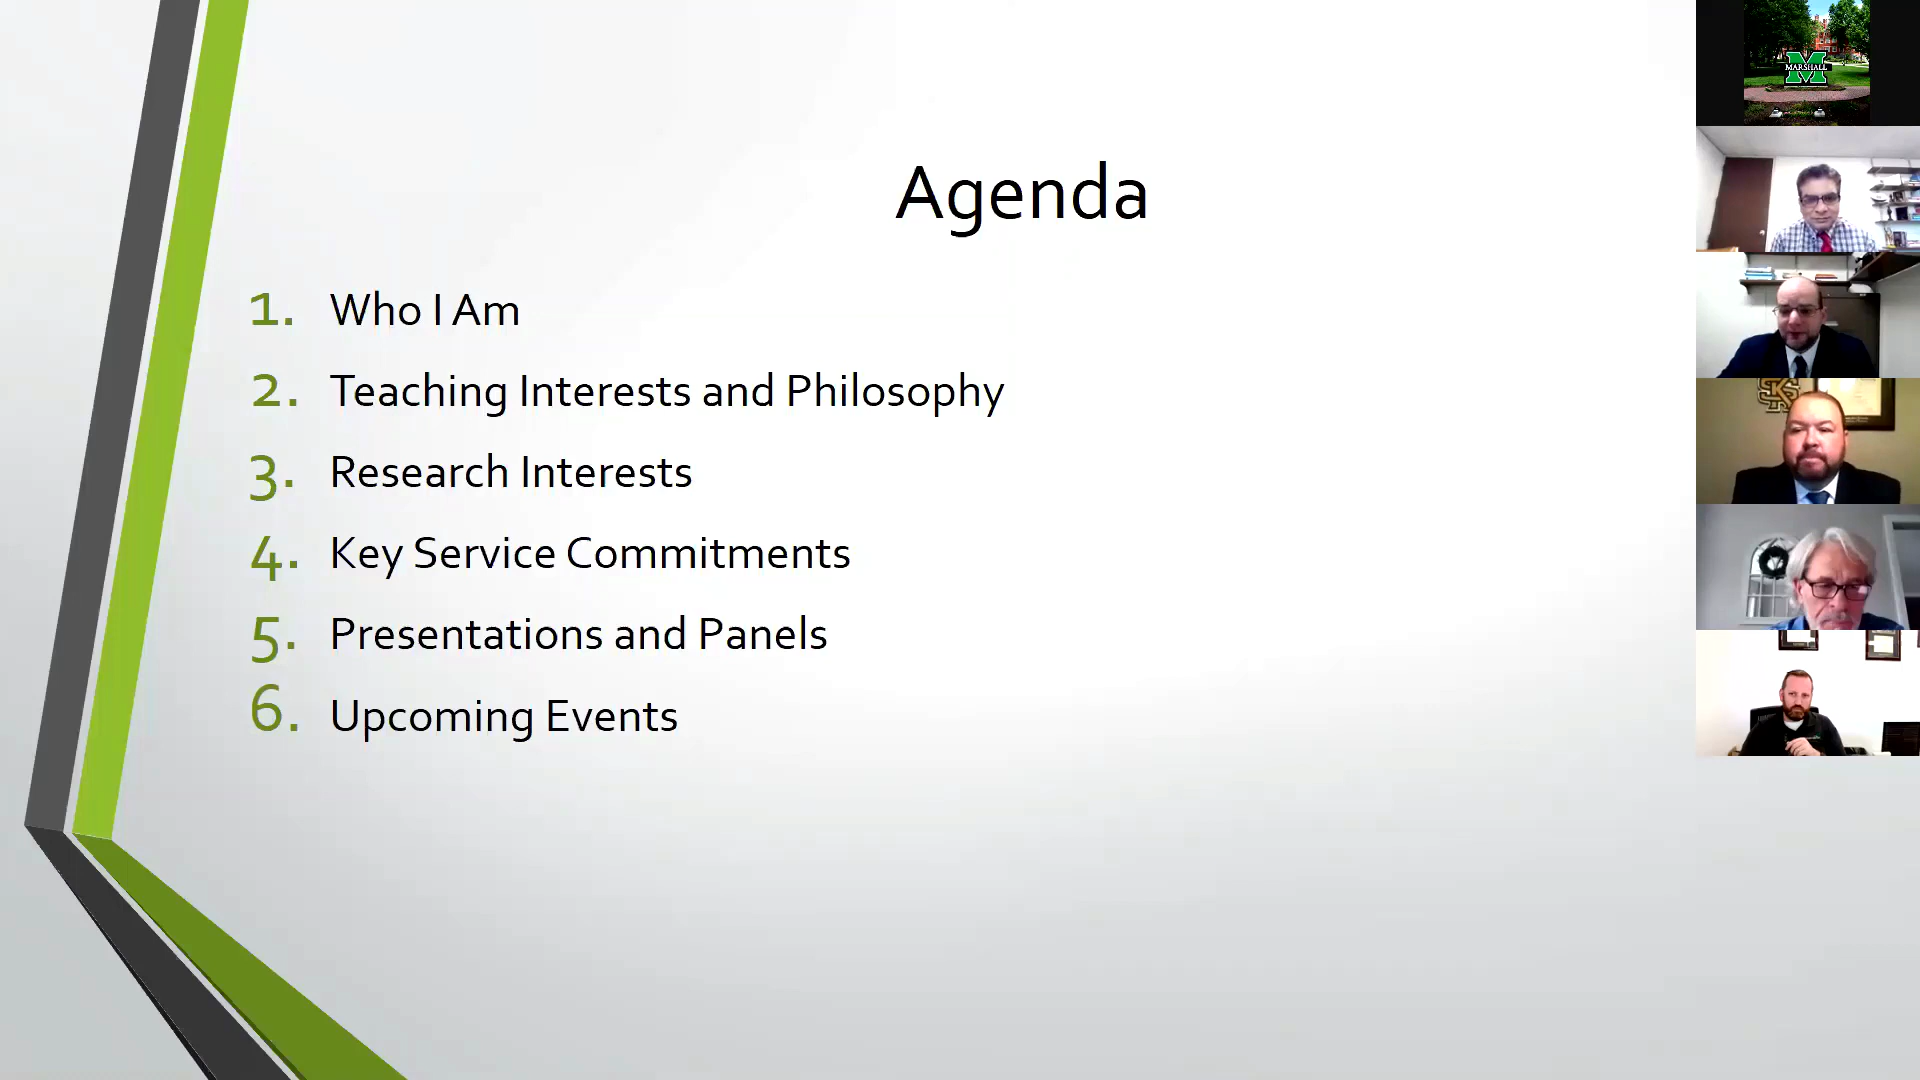 Agenda
1. Who I Am
2. Teaching Interests and Philosophy
3. Research Interests
4. Key Service Commitments
5. Presentations and Panels
6. Upcoming Events
M
MARSHALL
KS